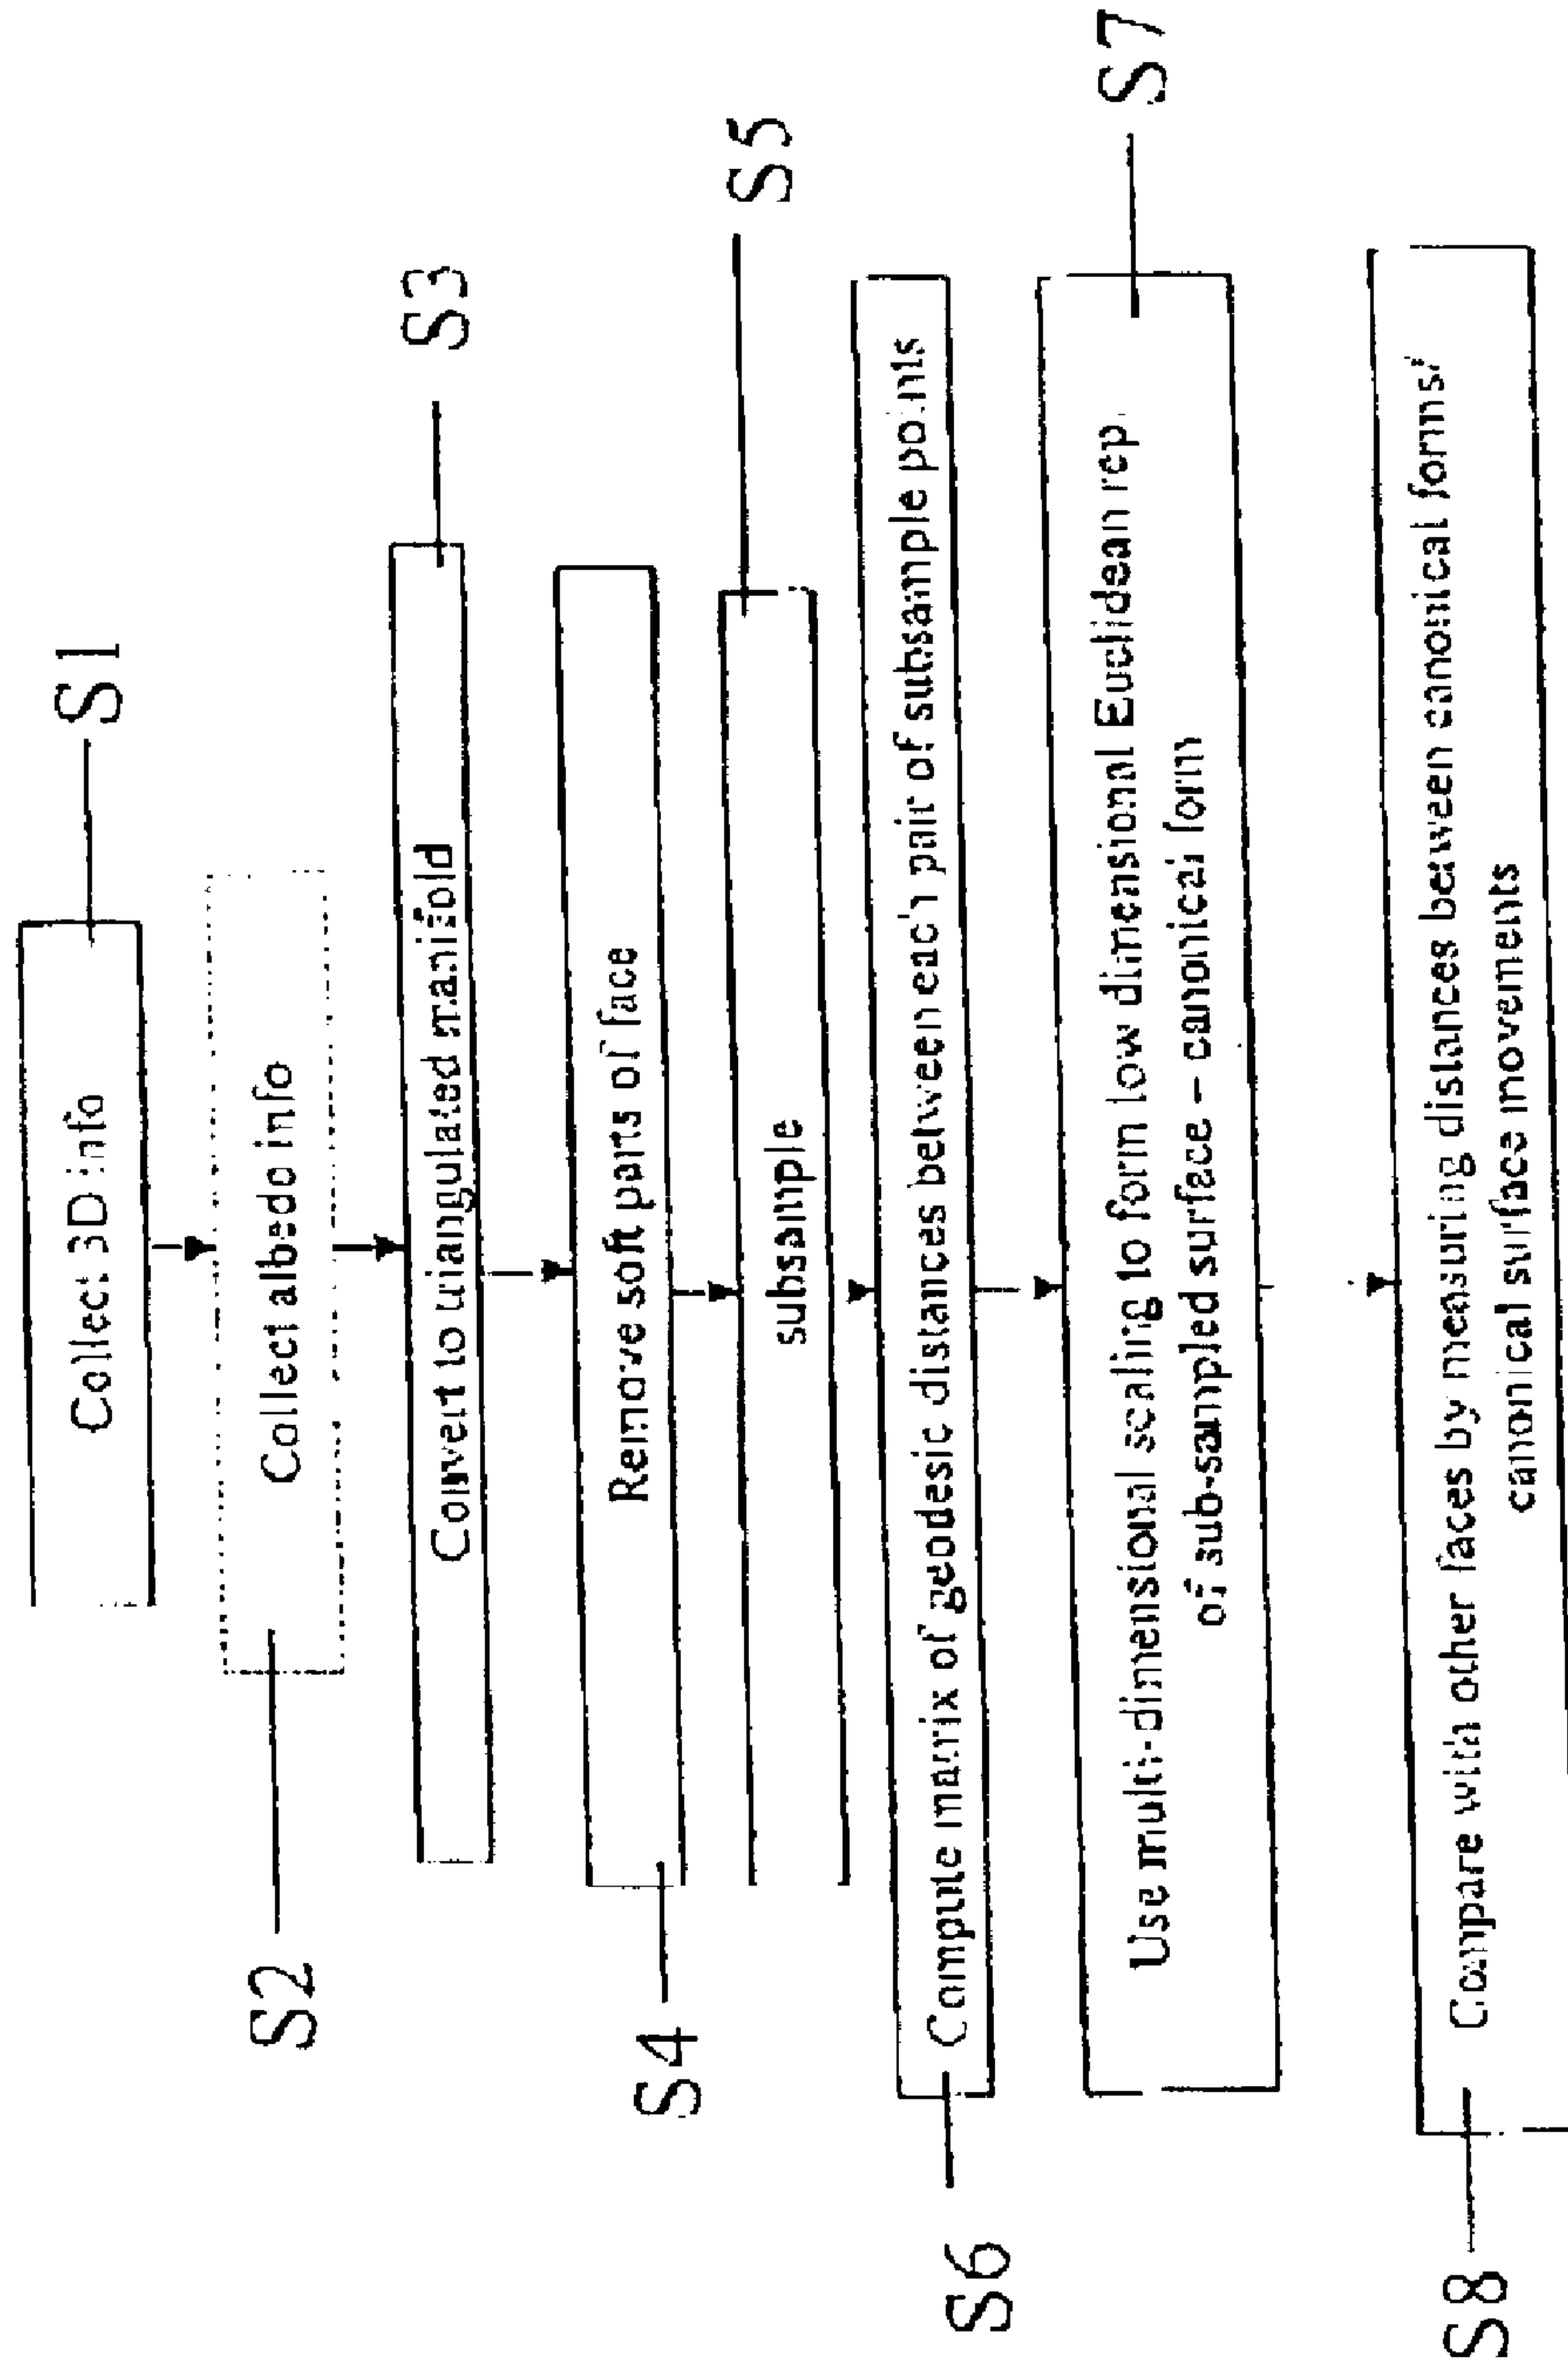 S1
Collect 3D info
S2
Collect albedo info
S3
Convert to triangulated manifold
S4
Remove soft parts of face
S5
subsample
S6
Compute matrix of geodesic distances between each pair of subsample points
S7
Use multi-dimensional scaling to form low dimensional Euclidean rep.
of sub-sampled surface – canonical form
S8
Compare with other faces by measuring distances between canonical forms/
canonical surface movements